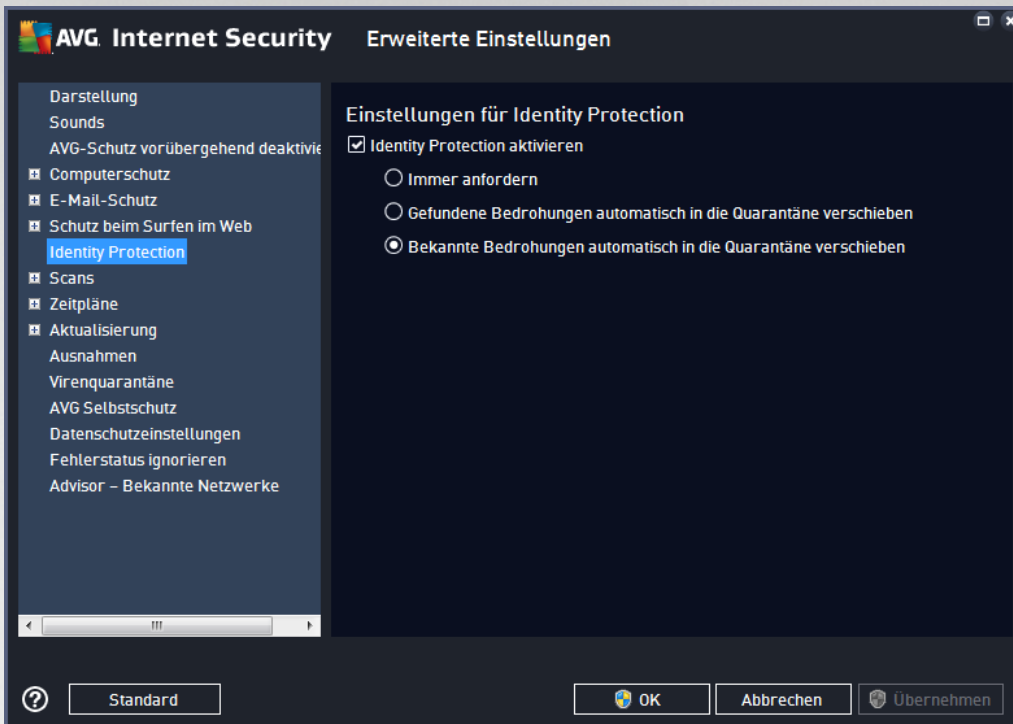 AVG. Internet Security Erweiterte Einstellungen
Darstellung
Sounds
AVG-Schutz vorübergehend deaktivie
Computerschutz
E-Mail-Schutz
Schutz beim Surfen im Web
Identity Protection
Scans
Zeitpläne
Aktualisierung
Ausnahmen
Virenquarantäne
AVG Selbstschutz
Datenschutzeinstellungen
Fehlerstatus ignorieren
Advisor – Bekannte Netzwerke
Einstellungen für Identity Protection
Identity Protection aktivieren
Immer anfordern
Gefundene Bedrohungen automatisch in die Quarantäne verschieben
Bekannte Bedrohungen automatisch in die Quarantäne verschieben
? Standard OK Abbrechen Übernehmen